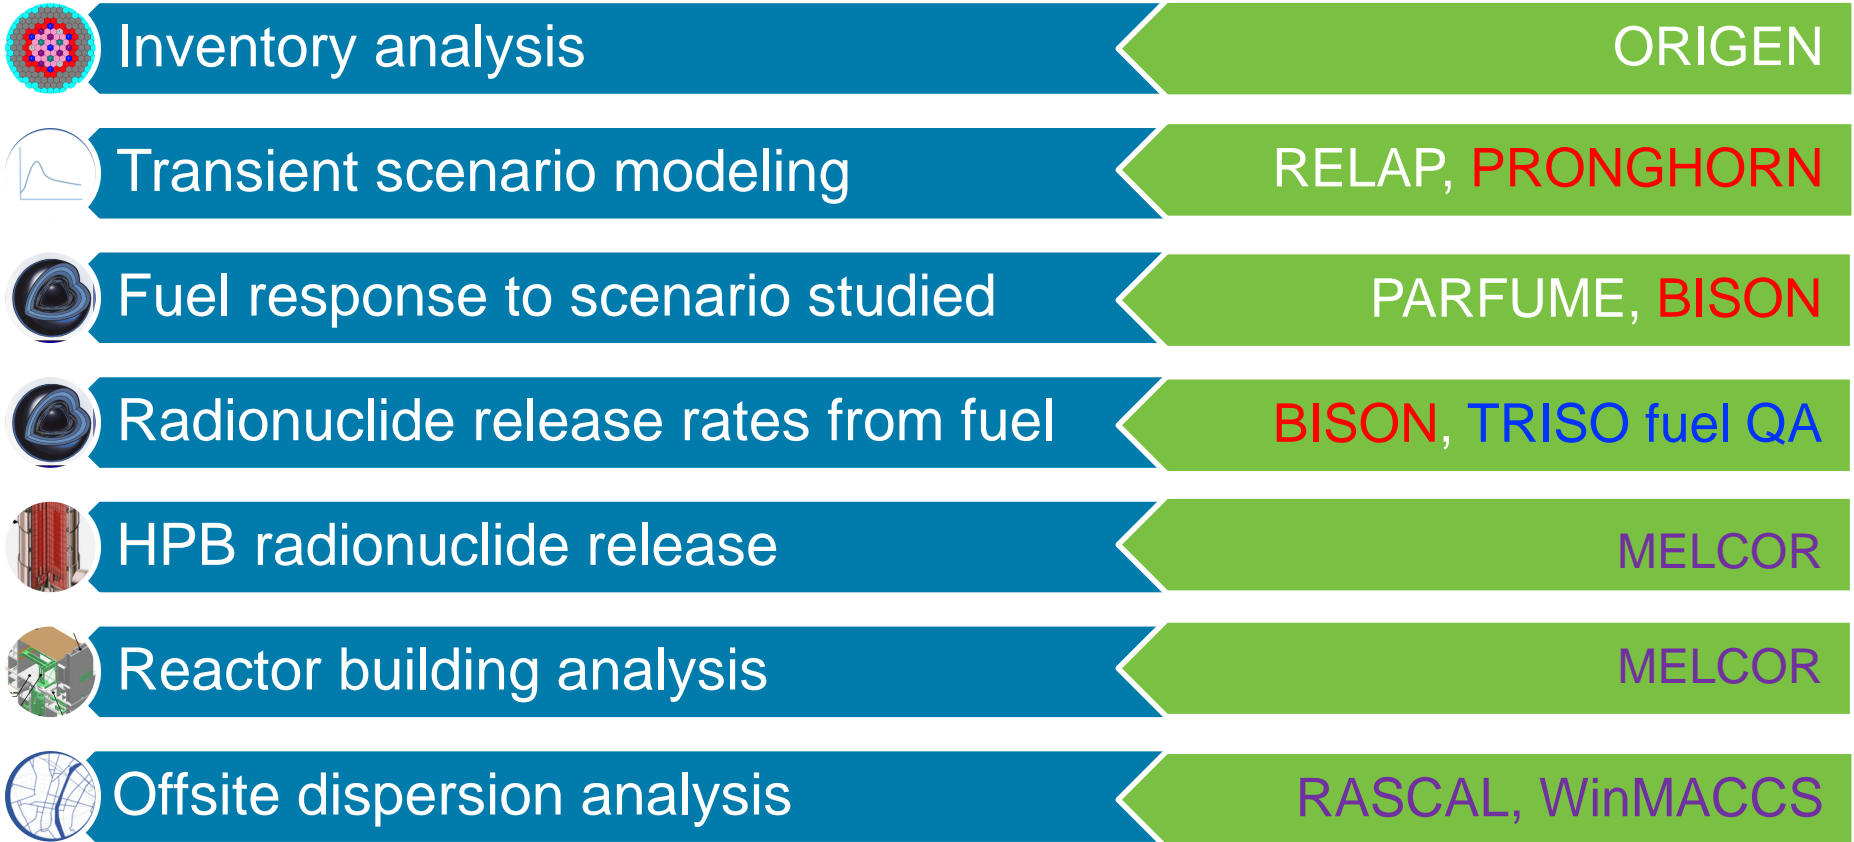 Inventory analysis ORIGEN
Transient scenario modeling RELAP, PRONGHORN
Fuel response to scenario studied PARFUME, BISON
Radionuclide release rates from fuel BISON, TRISO fuel QA
HPB radionuclide release MELCOR
Reactor building analysis MELCOR
Offsite dispersion analysis RASCAL, WinMACCS